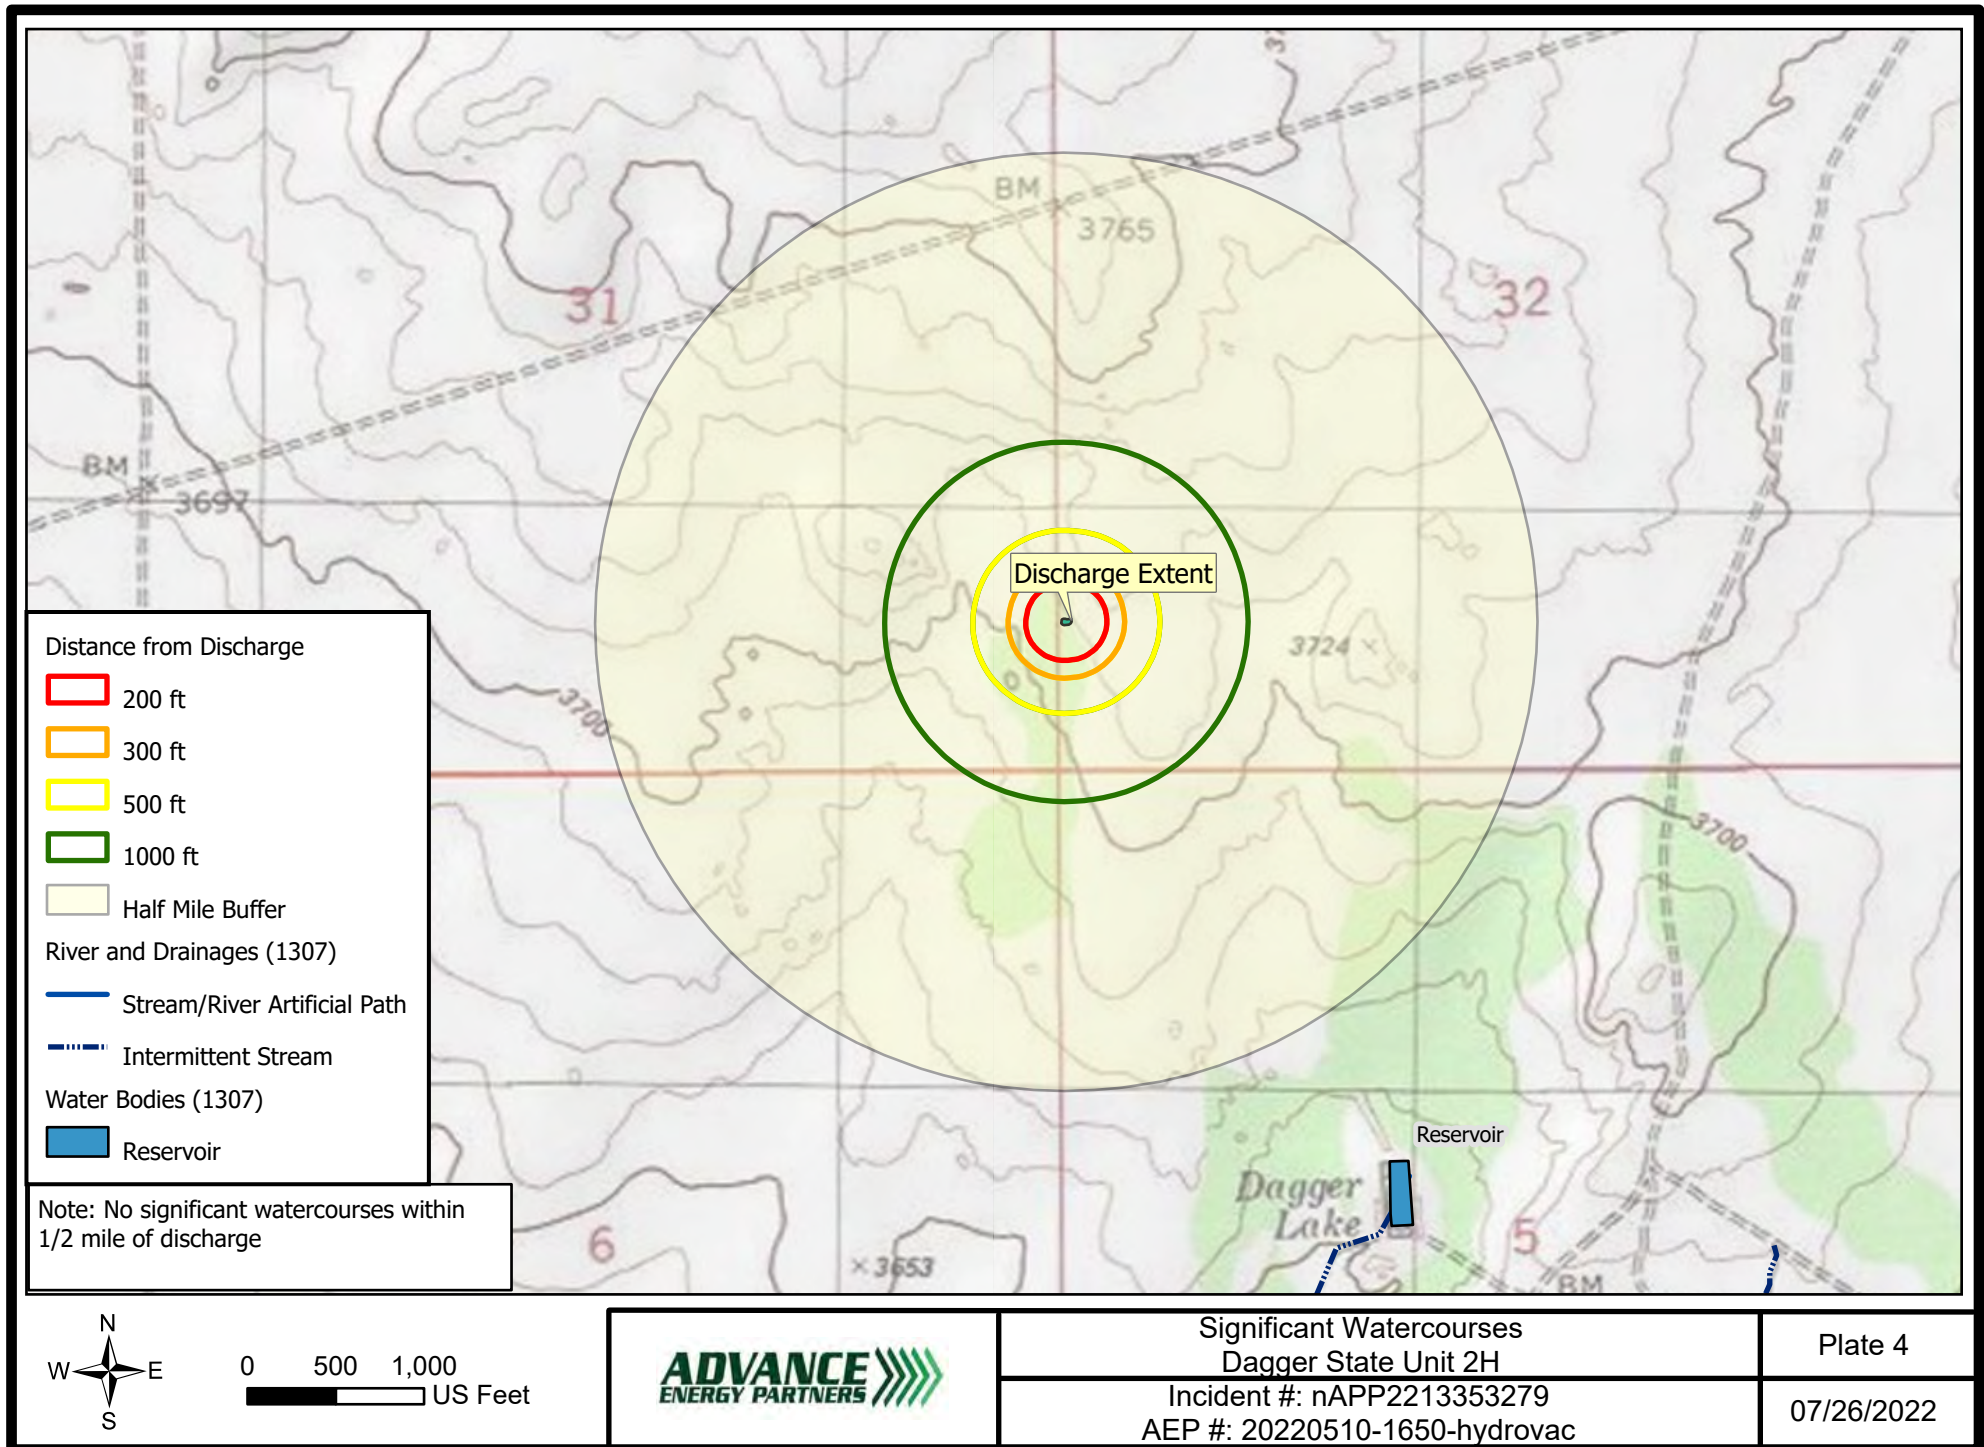 BM
3765
31
32
BM
3697
Discharge Extent
3724
3700
3700
Distance from Discharge
200 ft
300 ft
500 ft
1000 ft
Half Mile Buffer
River and Drainages (1307)
Stream/River Artificial Path
Intermittent Stream
Water Bodies (1307)
Reservoir
Note: No significant watercourses within
1/2 mile of discharge
Reservoir
Dagger
Lake
6
5
3653
BM
N
W E
S
0 500 1,000
US Feet
ADVANCE
ENERGY PARTNERS
Significant Watercourses
Dagger State Unit 2H
Incident #: nAPP2213353279
AEP #: 20220510-1650-hydrovac
Plate 4
07/26/2022